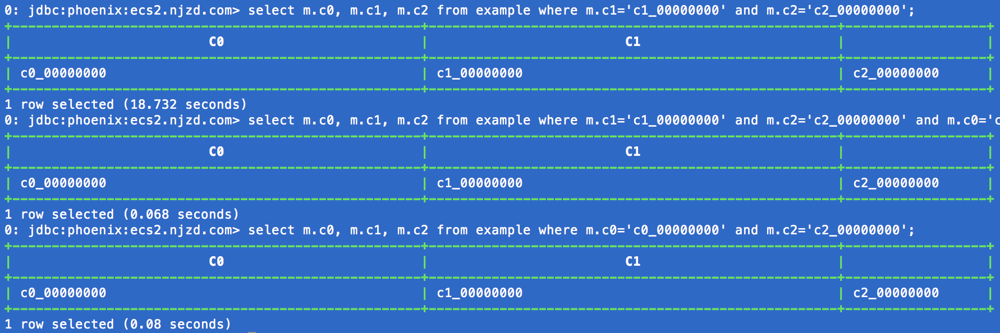 0: jdbc:phoenix:ecs2.njzd.com> select m.c0, m.c1, m.c2 from example where m.c1='c1_00000000' and m.c2='c2_00000000';
C0 C1
c0_00000000 c1_00000000 c2_00000000
1 row selected (18.732 seconds)
0: jdbc:phoenix:ecs2.njzd.com> select m.c0, m.c1, m.c2 from example where m.c1='c1_00000000' and m.c2='c2_00000000' and m.c0='c
C0 C1
c0_00000000 c1_00000000 c2_00000000
1 row selected (0.068 seconds)
0: jdbc:phoenix:ecs2.njzd.com> select m.c0, m.c1, m.c2 from example where m.c0='c0_00000000' and m.c2='c2_00000000';
C0 C1
c0_00000000 c1_00000000 c2_00000000
1 row selected (0.08 seconds)